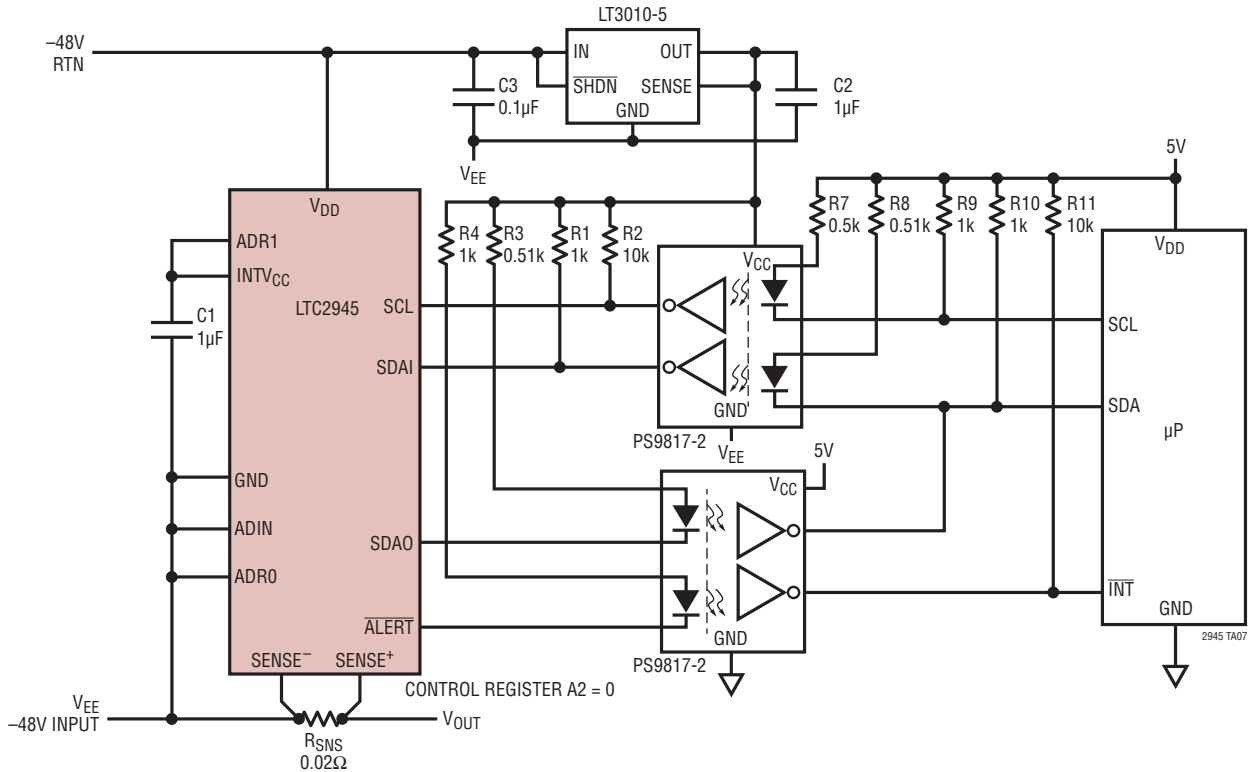 LT3010-5
–48V
RTN
IN
OUT
SHDN
SENSE
GND
C3
0.1µF
C2
1µF
VEE
5V
VDD
ADR1
INTVCC
LTC2945
C1
1µF
SCL
SDAI
GND
ADIN
ADR0
SDAO
ALERT
SENSE–
SENSE+
R4
1k
R3
0.51k
R1
1k
R2
10k
VCC
GND
PS9817-2
VEE
R7
0.5k
R8
0.51k
R9
1k
R10
1k
R11
10k
VDD
SCL
SDA
µP
INT
GND
5V
VCC
GND
PS9817-2
2945 TA07
CONTROL REGISTER A2 = 0
VEE
–48V INPUT
VOUT
RSNS
0.02Ω